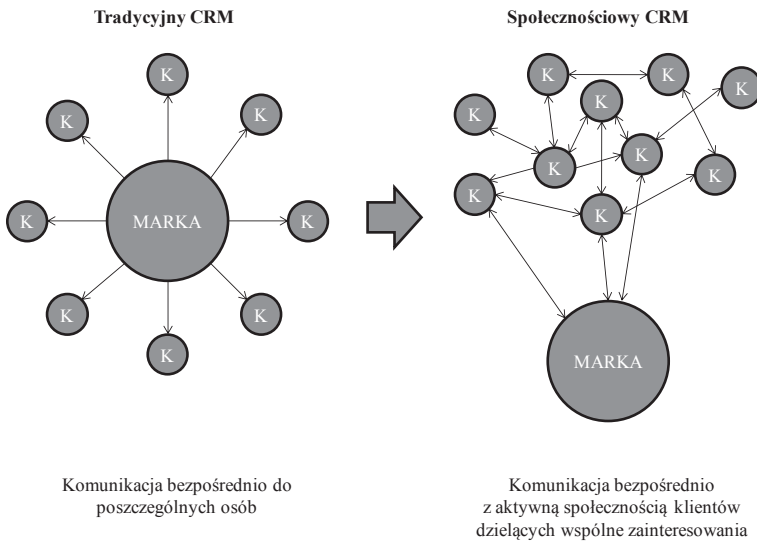 Tradycyjny CRM
K
K
K
K
MARKA
K
K
K
K
Komunikacja bezpośrednio do
poszczególnych osób
Społecznościowy CRM
K
K
K
K
K
K
K
K
K
K
MARKA
Komunikacja bezpośrednio
z aktywną społecznością klientów
dzielących wspólne zainteresowania